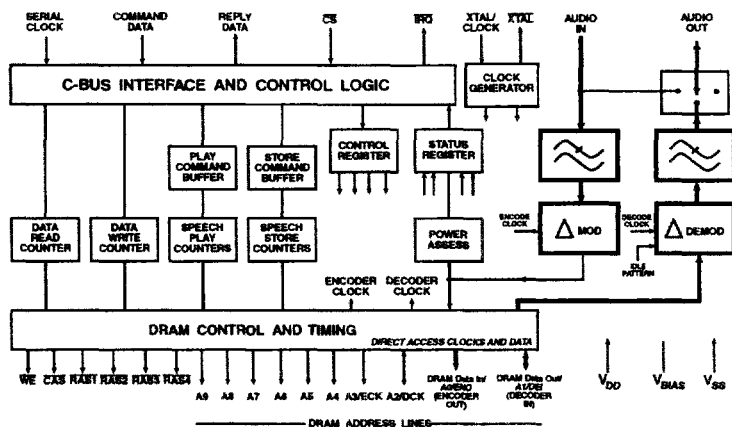 SERIAL CLOCK
COMMAND DATA
REPLY DATA
CS
IRQ
XTAL/ CLOCK
XTAL
AUDIO IN
AUDIO OUT
C-BUS INTERFACE AND CONTROL LOGIC
CLOCK GENERATOR
PLAY COMMAND BUFFER
STORE COMMAND BUFFER
CONTROL REGISTER
STATUS REGISTER
DATA READ COUNTER
DATA WRITE COUNTER
SPEECH PLAY COUNTERS
SPEECH STORE COUNTERS
POWER ASSESS
ENCODE CLOCK
Δ MOD
DECODE CLOCK
Δ DEMOD
IDLE PATTERN
ENCODER CLOCK
DECODER CLOCK
DRAM CONTROL AND TIMING
DIRECT ACCESS CLOCKS AND DATA
WE
CAS
RAS1
RAS2
RAS3
RAS4
A9
A8
A7
A6
A5
A4
A3/ECK
A2/DCK
DRAM Data In/
A0/ENO
(ENCODER
OUT)
DRAM Data Out/
A1/DEI
(DECODER
IN)
VDD
VBIAS
VSS
DRAM ADDRESS LINES